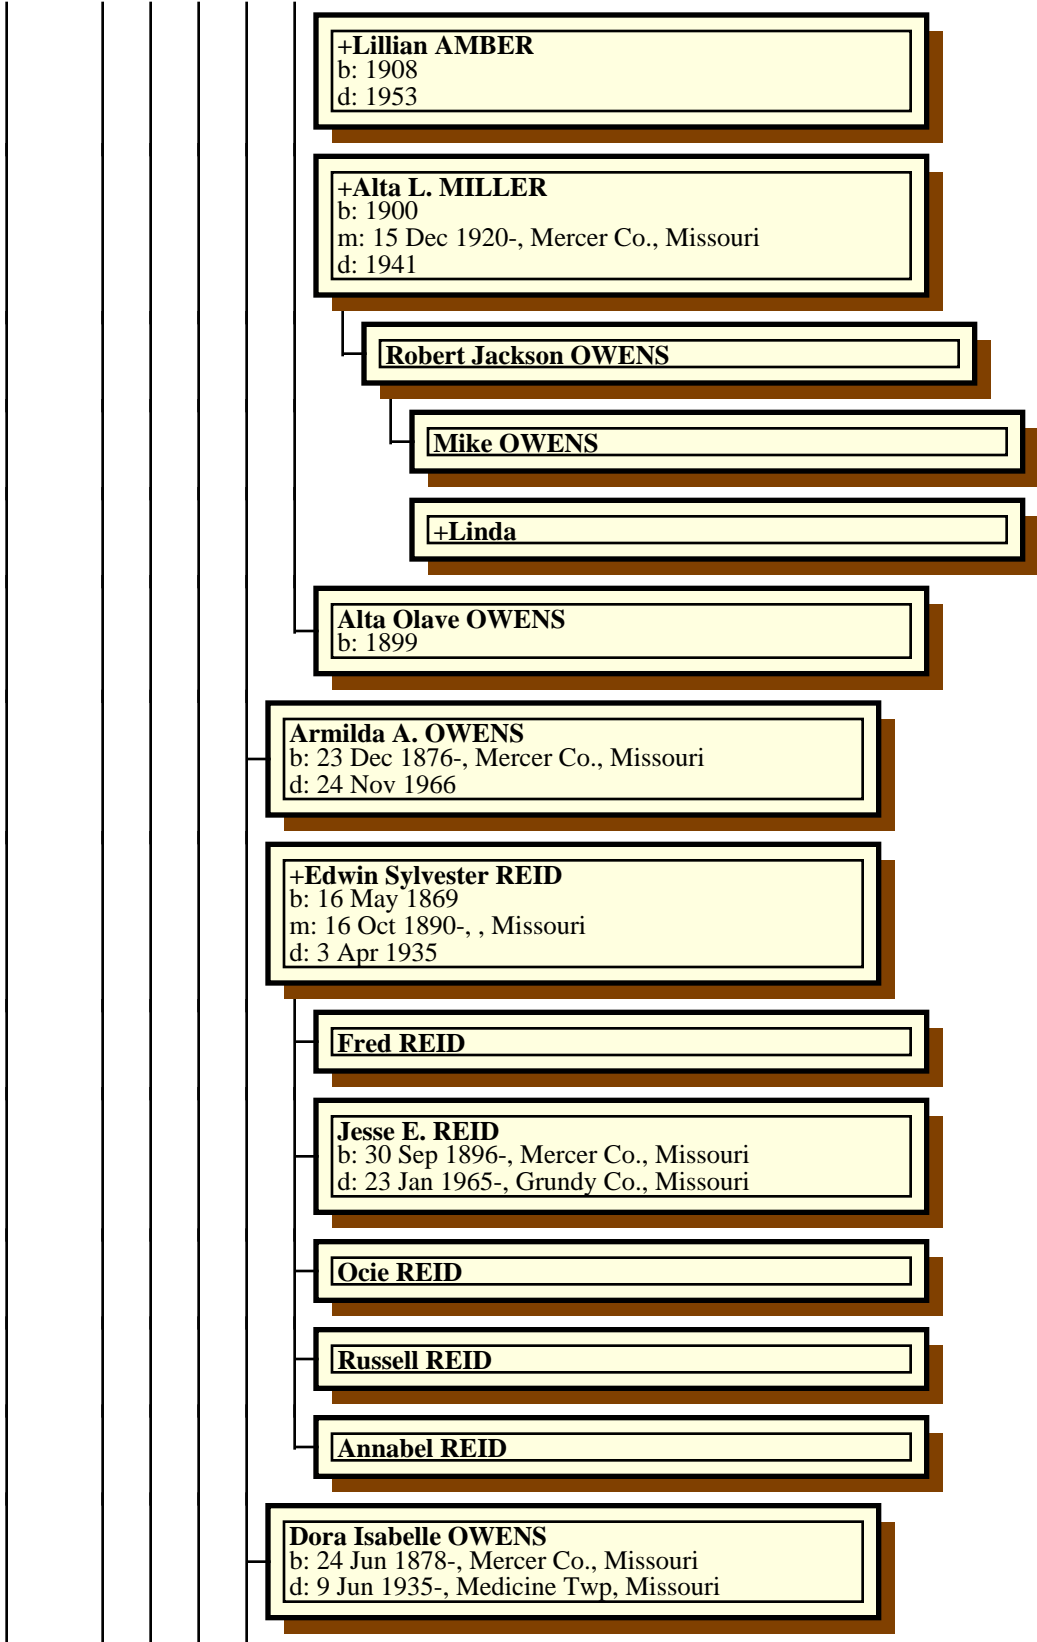 +Lillian AMBER
b: 1908
d: 1953
+Alta L. MILLER
b: 1900
m: 15 Dec 1920-, Mercer Co., Missouri
d: 1941
Robert Jackson OWENS
Mike OWENS
+Linda
Alta Olave OWENS
b: 1899
Armilda A. OWENS
b: 23 Dec 1876-, Mercer Co., Missouri
d: 24 Nov 1966
+Edwin Sylvester REID
b: 16 May 1869
m: 16 Oct 1890-, , Missouri
d: 3 Apr 1935
Fred REID
Jesse E. REID
b: 30 Sep 1896-, Mercer Co., Missouri
d: 23 Jan 1965-, Grundy Co., Missouri
Ocie REID
Russell REID
Annabel REID
Dora Isabelle OWENS
b: 24 Jun 1878-, Mercer Co., Missouri
d: 9 Jun 1935-, Medicine Twp, Missouri